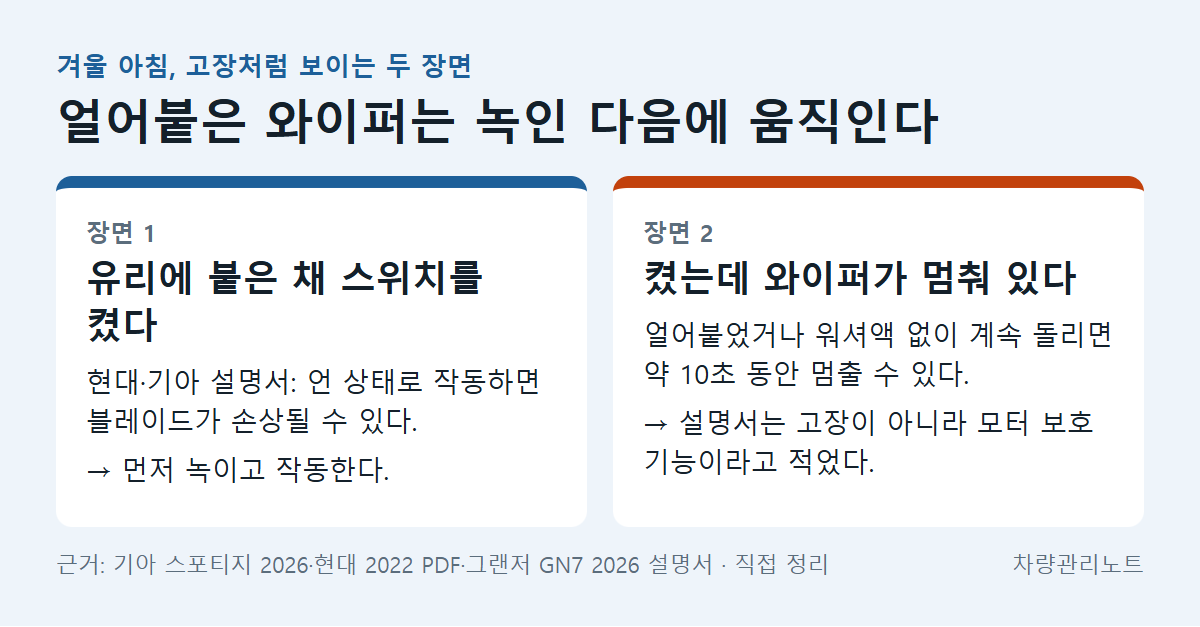 겨울 아침, 고장처럼 보이는 두 장면
얼어붙은 와이퍼는 녹인 다음에 움직인다
장면 1
유리에 붙은 채 스위치를
켰다
현대·기아 설명서: 언 상태로 작동하면
블레이드가 손상될 수 있다.
→ 먼저 녹이고 작동한다.
장면 2
켰는데 와이퍼가 멈춰 있다
얼어붙었거나 워셔액 없이 계속 돌리면
약 10초 동안 멈출 수 있다.
→ 설명서는 고장이 아니라 모터 보호
기능이라고 적었다.
근거: 기아 스포티지 2026·현대 2022 PDF·그랜저 GN7 2026 설명서 · 직접 정리
차량관리노트